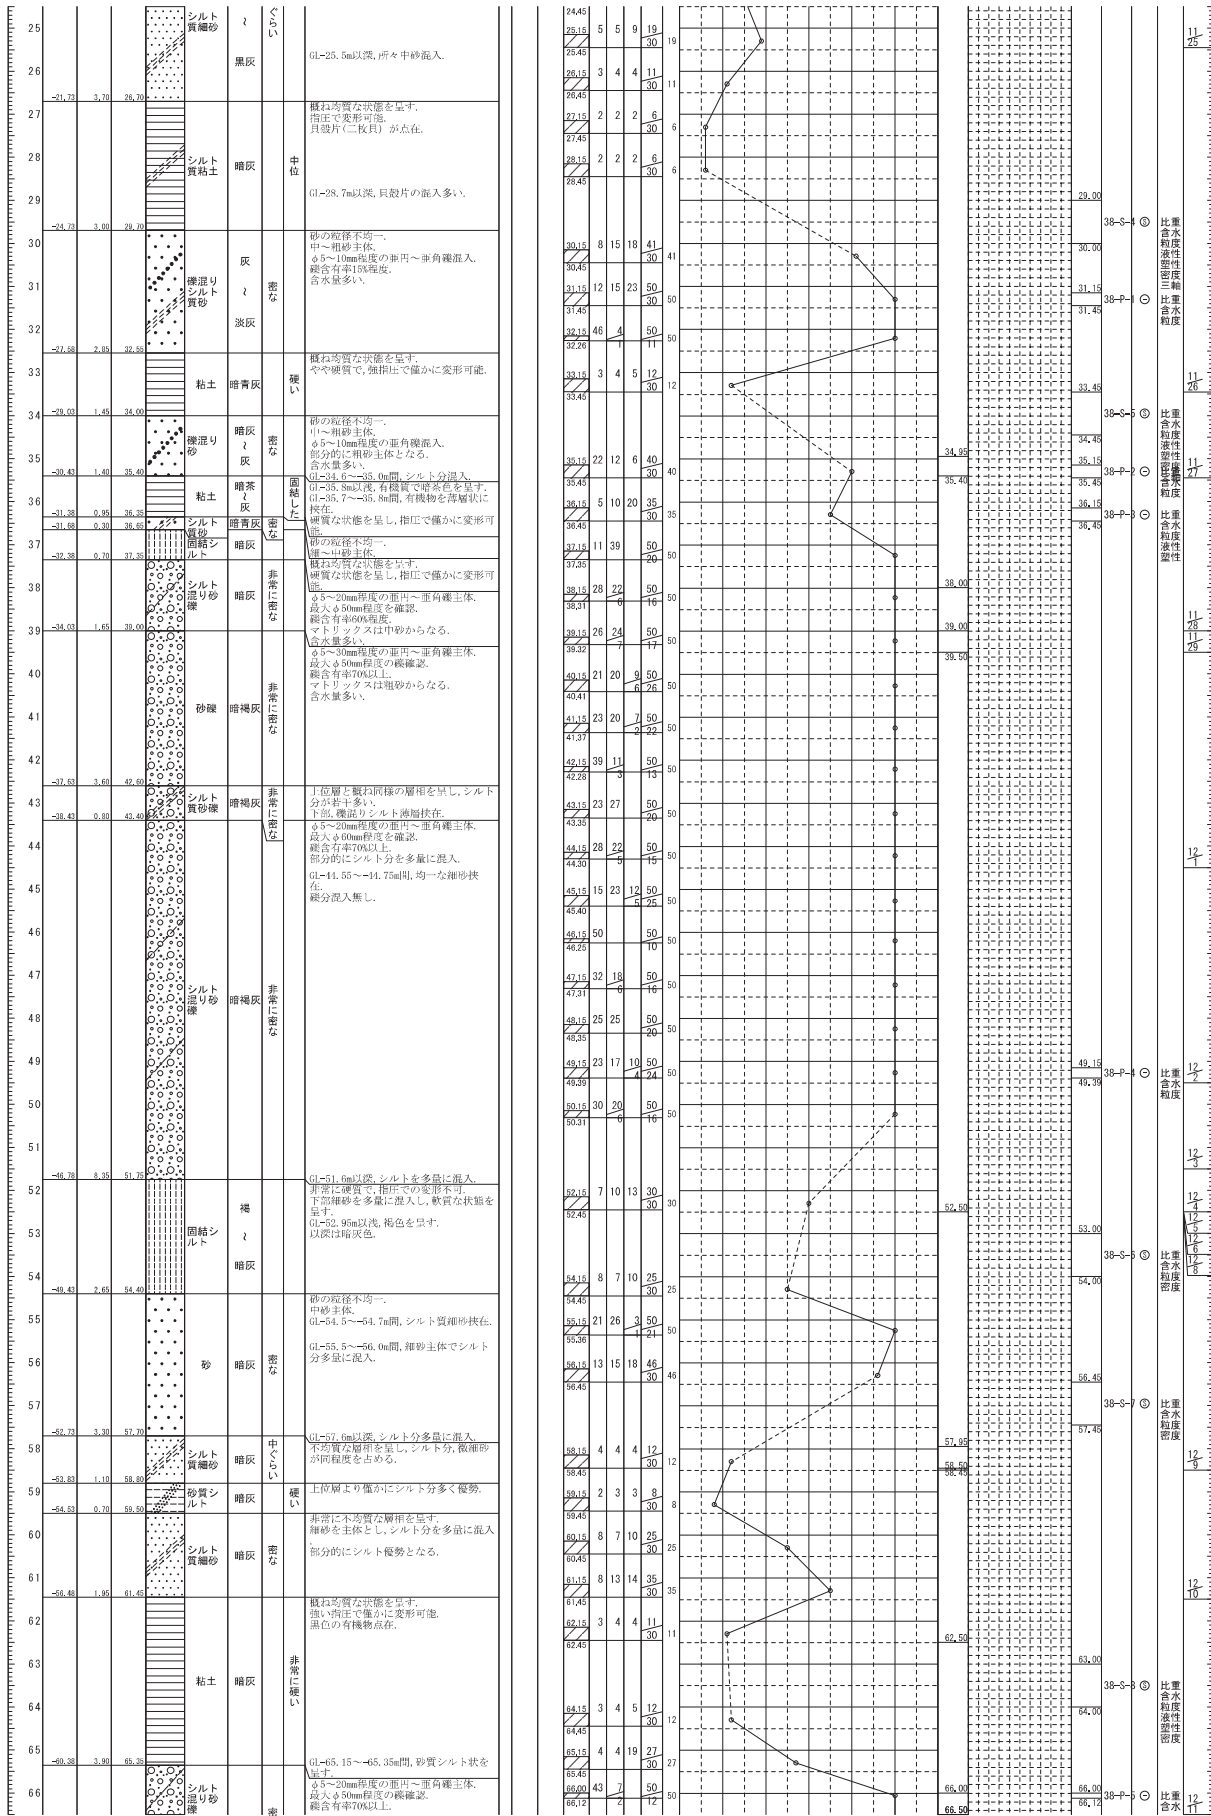 25
26
-21.73 3.70 26.70
シルト
質細砂
~
黒灰
ぐらい
GL-25.5m以深,所々中砂混入.
24.45
25.15 5 5 9 19
25.45 30 19
26.15 3 4 4 11
26.45 30 11
11
25
27
28
29
-24.73 3.00 29.70
シルト
質粘土
暗灰
中位
概ね均質な状態を呈す.
指圧で変形可能.
貝殻片(二枚貝) が点在.
GL-28.7m以深,貝殻片の混入多い.
27.15 2 2 2 6
27.45 30 6
28.15 2 2 2 6
28.45 30 6
29.00
38-S-4 Ⓢ
30.00
比重
含水
粒度
液性
塑性
密度
三軸
30
31
32
-27.58 2.85 32.55
礫混り
シルト
質砂
灰
~
淡灰
密な
砂の粒径不均一.
中~粗砂主体.
φ5~10mm程度の亜円~亜角礫混入.
礫含有率15%程度.
含水量多い.
30.15 8 15 18 41
30.45 30 41
31.15 12 15 23 50
31.45 30 50
32.15 46 4 50
32.26 1 11 50
31.15
38-P-1 ⊖
31.45
比重
含水
粒度
33
-29.03 1.45 34.00
粘土
暗青灰
硬い
概ね均質な状態を呈す.
やや硬質で,強指圧で僅かに変形可能.
33.15 3 4 5 12
33.45 30 12
33.45
11
26
34
35
-30.43 1.40 35.40
礫混り
砂
暗灰
~
灰
密な
砂の粒径不均一.
中~粗砂主体.
φ5~10mm程度の亜角礫混入.
部分的に粗砂主体となる.
含水量多い.
GL-34.6~-35.0m間,シルト分混入.
35.15 22 12 6 40
35.45 30 40
38-S-5 Ⓢ
34.45
34.95
比重
含水
粒度
液性
塑性
35.15
38-P-2 ⊖
35.40
35.45
粒度
11
27
36
-31.38 0.95 36.35
粘土
暗茶
~
灰
固結した
GL-35.8m以浅,有機質で暗茶色を呈す.
GL-35.7~-35.8m間,有機物を薄層状に
挟在.
硬質な状態を呈し,指圧で僅かに変形可
能.
36.15 5 10 20 35
36.45 30 35
36.15
38-P-3 ⊖
36.45
比重
含水
粒度
液性
塑性
-31.68 0.30 36.65
シルト
質砂
暗青灰
密な
砂の粒径不均一.
細~中砂主体.
37
-32.38 0.70 37.35
固結シ
ルト
暗灰
概ね均質な状態を呈す.
硬質な状態を呈し,指圧で僅かに変形可
能.
37.15 11 39 50
37.35 20 50
38
39
-34.03 1.65 39.00
シルト
混り砂
礫
暗灰
非常に密な
φ5~20mm程度の亜円~亜角礫主体.
最大φ50mm程度を確認.
礫含有率60%程度.
マトリックスは中砂からなる.
含水量多い.
38.15 28 22 50
38.31 6 16 50
38.00
39.00
11
28
11
29
39.15 26 24 50
39.32 7 17 50
39.50
40
41
42
-37.63 3.60 42.60
砂礫
暗褐灰
非常に密な
φ5~30mm程度の亜円~亜角礫主体.
最大φ50mm程度の礫確認.
礫含有率70%以上.
マトリックスは粗砂からなる.
含水量多い.
40.15 21 20 9 50
40.41 6 26 50
41.15 23 20 7 50
41.37 2 22 50
42.15 39 11 50
42.28 3 13 50
43
-38.43 0.80 43.40
シルト
質砂礫
暗褐灰
非常に密な
上位層と概ね同様の層相を呈し,シルト
分が若干多い.
下部,礫混りシルト薄層挟在.
43.15 23 27 50
43.35 20 50
44
45
46
47
48
49
50
51
-46.78 8.35 51.75
シルト
混り砂
礫
暗褐灰
非常に密な
φ5~20mm程度の亜円~亜角礫主体.
最大φ60mm程度を確認.
礫含有率70%以上.
部分的にシルト分を多量に混入.
GL-44.55~-44.75m間,均一な細砂挟
在.
礫分混入無し.
GL-51.6m以深,シルトを多量に混入.
44.15 28 22 50
44.30 5 15 50
12
1
45.15 15 23 12 50
45.40 5 25 50
46.15 50 50
46.25 10 50
47.15 32 18 50
47.31 6 16 50
48.15 25 25 50
48.35 20 50
49.15 23 17 10 50
49.39 4 24 50
49.15
38-P-4 ⊖
49.39
比重
含水
粒度
12
2
50.15 30 20 50
50.31 6 16 50
12
3
52
53
54
-49.43 2.65 54.40
固結シ
ルト
褐
~
暗灰
非常に硬質で,指圧での変形不可.
下部細砂を多量に混入し,軟質な状態を
呈す.
GL-52.95m以浅,褐色を呈す.
以深は暗灰色.
52.15 7 10 13 30
52.45 30 30
52.50
53.00
38-S-6 Ⓢ
54.00
比重
含水
粒度
密度
12
4
12
5
12
6
12
8
54.15 8 7 10 25
54.45 30 25
55
56
57
-52.73 3.30 57.70
砂
暗灰
密な
砂の粒径不均一.
中砂主体.
GL-54.5~-54.7m間,シルト質細砂挟在.
GL-55.5~-56.0m間,細砂主体でシルト
分多量に混入.
GL-57.6m以深,シルト分多量に混入.
55.15 21 26 3 50
55.36 1 21 50
56.15 13 15 18 46
56.45 30 46
56.45
38-S-7 Ⓢ
57.45
比重
含水
粒度
密度
58
-53.83 1.10 58.80
シルト
質細砂
暗灰
中ぐらい
不均質な層相を呈し,シルト分,微細砂
が同程度を占める.
58.15 4 4 4 12
58.45 30 12
57.95
58.50
58.45
12
9
59
-54.53 0.70 59.50
砂質シ
ルト
暗灰
硬い
上位層より僅かにシルト分多く優勢.
59.15 2 3 3 8
59.45 30 8
60
61
-56.48 1.95 61.45
シルト
質細砂
暗灰
密な
非常に不均質な層相を呈す.
細砂を主体とし,シルト分を多量に混入
.
部分的にシルト優勢となる.
60.15 8 7 10 25
60.45 30 25
61.15 8 13 14 35
61.45 30 35
12
10
62
63
64
65
-60.38 3.90 65.35
粘土
暗灰
非常に硬い
概ね均質な状態を呈す.
強い指圧で僅かに変形可能.
黒色の有機物点在.
GL-65.15~-65.35m間,砂質シルト状を
呈す.
62.15 3 4 4 11
62.45 30 11
62.50
63.00
38-S-8 Ⓢ
64.00
比重
含水
粒度
液性
塑性
密度
64.15 3 4 5 12
64.45 30 12
65.15 4 4 19 27
65.45 30 27
66
シルト
混り砂
礫
密
φ5~20mm程度の亜円~亜角礫主体.
最大φ50mm程度の礫確認.
礫含有率70%以上.
66.00 43 7 50
66.12 2 12 50
66.00
66.50
66.00
38-P-5 ⊖
66.12
比重
含水
12
11